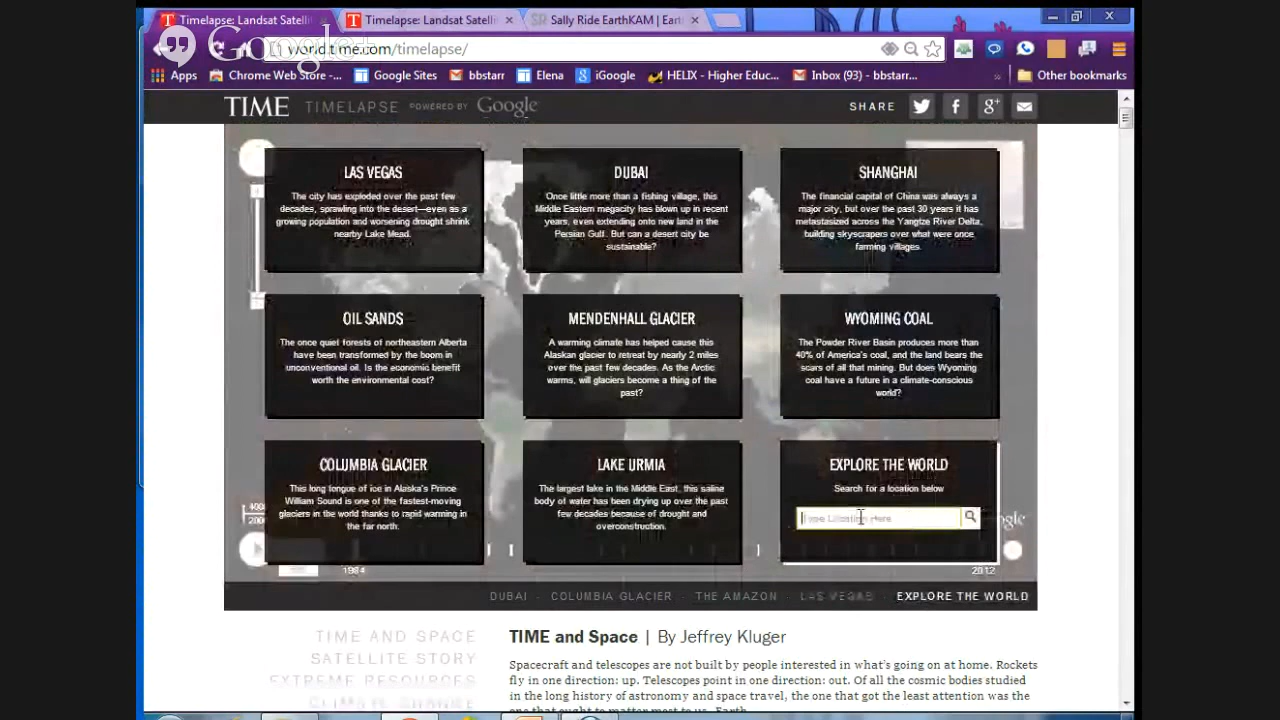 Timelapse: Landsat Satelli
Timelapse: Landsat Satelli
Sally Ride EarthKAM | Eart
Google+
world.time.com/timelapse/
Apps
Chrome Web Store -...
Google Sites
bbstarr
Elena
iGoogle
HELIX - Higher Educ...
Inbox (93) - bbstarr...
Other bookmarks
TIME TIMELAPSE POWERED BY Google
SHARE
LAS VEGAS
The city has exploded over the past few
decades, sprawling into the desert—even as a
growing population and worsening drought shrink
nearby Lake Mead.
DUBAI
Once little more than a fishing village, this
Middle Eastern megacity has blown up in recent
years, even extending onto new land in the
Persian Gulf. But can a desert city be
sustainable?
SHANGHAI
The financial capital of China was always a
major city, but over the past 30 years it has
metastasized across the Yangtze River Delta,
building skyscrapers over what were once
farming villages.
OIL SANDS
The once quiet forests of northeastern Alberta
have been transformed by the boom in
unconventional oil. Is the economic benefit
worth the environmental cost?
MENDENHALL GLACIER
A warming climate has helped cause this
Alaskan glacier to retreat by nearly 2 miles
over the past few decades. As the Arctic
warms, will glaciers become a thing of the
past?
WYOMING COAL
The Powder River Basin produces more than
40% of America's coal, and the land bears the
scars of all that mining. But does Wyoming
coal have a future in a climate-conscious
world?
COLUMBIA GLACIER
This long tongue of ice in Alaska's Prince
William Sound is one of the fastest-moving
glaciers in the world thanks to rapid warming in
the far north.
LAKE URMIA
The largest lake in the Middle East, this saline
body of water has been drying up over the past
few decades because of drought and
overconstruction.
EXPLORE THE WORLD
Search for a location below
Type Location Here
1984
2012
DUBAI - COLUMBIA GLACIER - THE AMAZON - LAS VEGAS - EXPLORE THE WORLD
TIME AND SPACE
SATELLITE STORY
EXTREME RESOURCES
CLIMATE CHANGE
TIME and Space | By Jeffrey Kluger
Spacecraft and telescopes are not built by people interested in what's going on at home. Rockets
fly in one direction: up. Telescopes point in one direction: out. Of all the cosmic bodies studied
in the long history of astronomy and space travel, the one that got the least attention was the
one that ought to matter most to us. Earth.